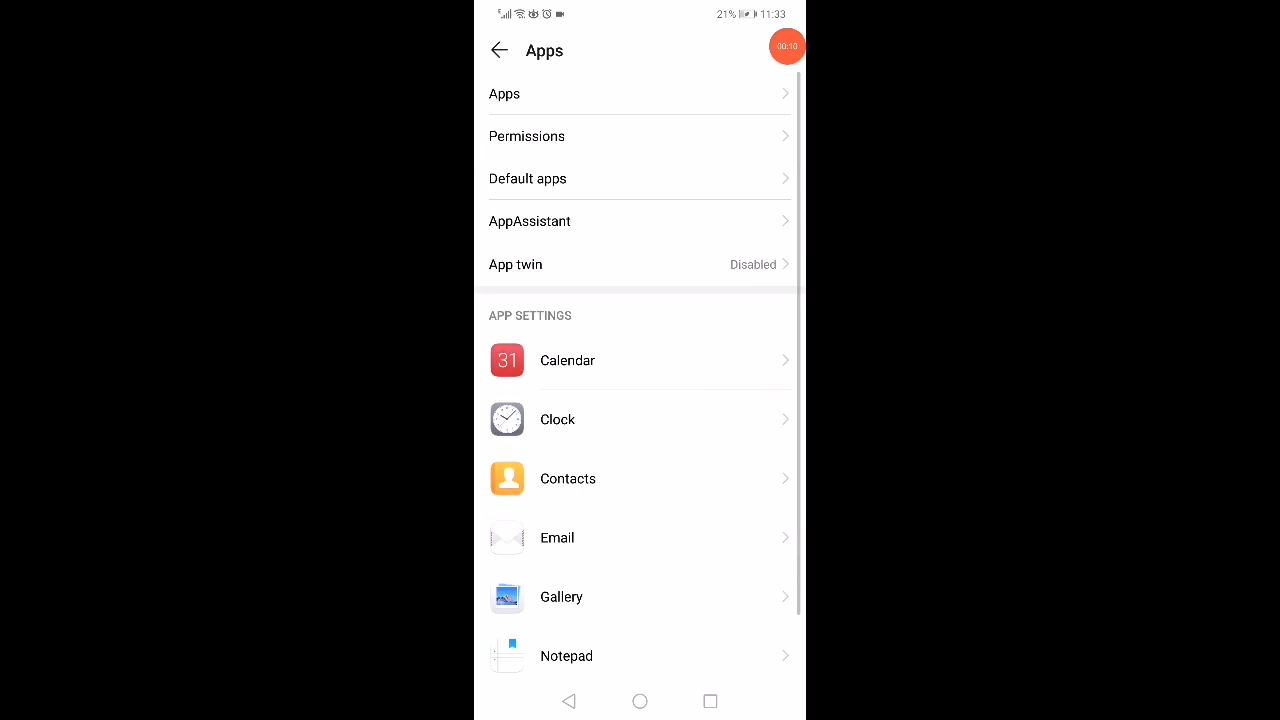 21% 11:33
Apps
00:10
Apps
Permissions
Default apps
AppAssistant
App twin Disabled
APP SETTINGS
31 Calendar
Clock
Contacts
Email
Gallery
Notepad